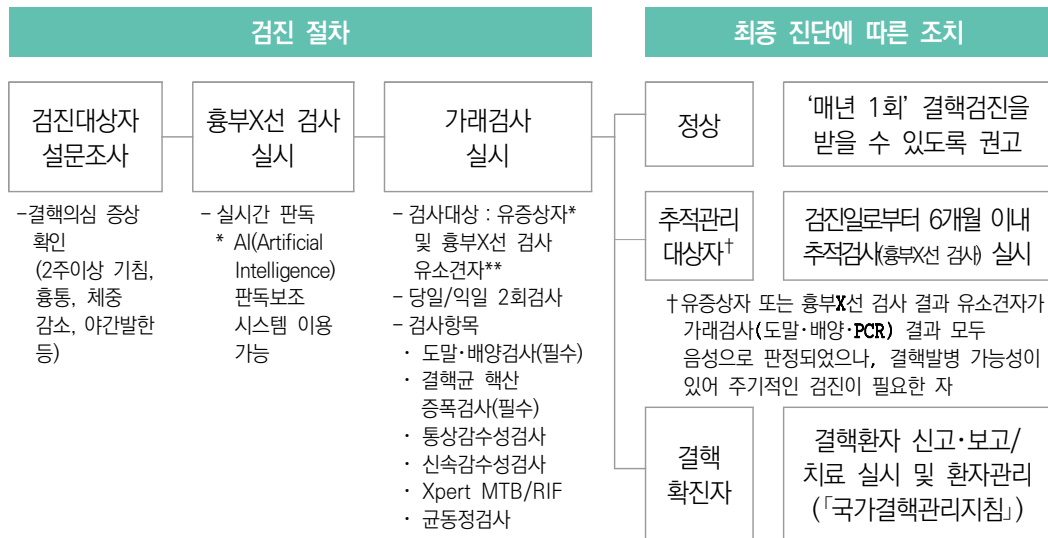 검진 절차
최종 진단에 따른 조치
검진대상자
설문조사
-결핵의심 증상
확인
(2주이상 기침,
흉통, 체중
감소, 야간발한
등)
흉부X선 검사
실시
- 실시간 판독
* AI(Artificial
Intelligence)
판독보조
시스템 이용
가능
가래검사
실시
- 검사대상 : 유증상자*
및 흉부X선 검사
유소견자**
- 당일/익일 2회검사
- 검사항목
· 도말·배양검사(필수)
· 결핵균 핵산
증폭검사(필수)
· 통상감수성검사
· 신속감수성검사
· Xpert MTB/RIF
· 균동정검사
정상
‘매년 1회’ 결핵검진을
받을 수 있도록 권고
추적관리
대상자†
검진일로부터 6개월 이내
추적검사(흉부X선 검사) 실시
†유증상자 또는 흉부X선 검사 결과 유소견자가
가래검사(도말·배양·PCR) 결과 모두
음성으로 판정되었으나, 결핵발병 가능성이
있어 주기적인 검진이 필요한 자
결핵
확진자
결핵환자 신고·보고/
치료 실시 및 환자관리
(「국가결핵관리지침」)